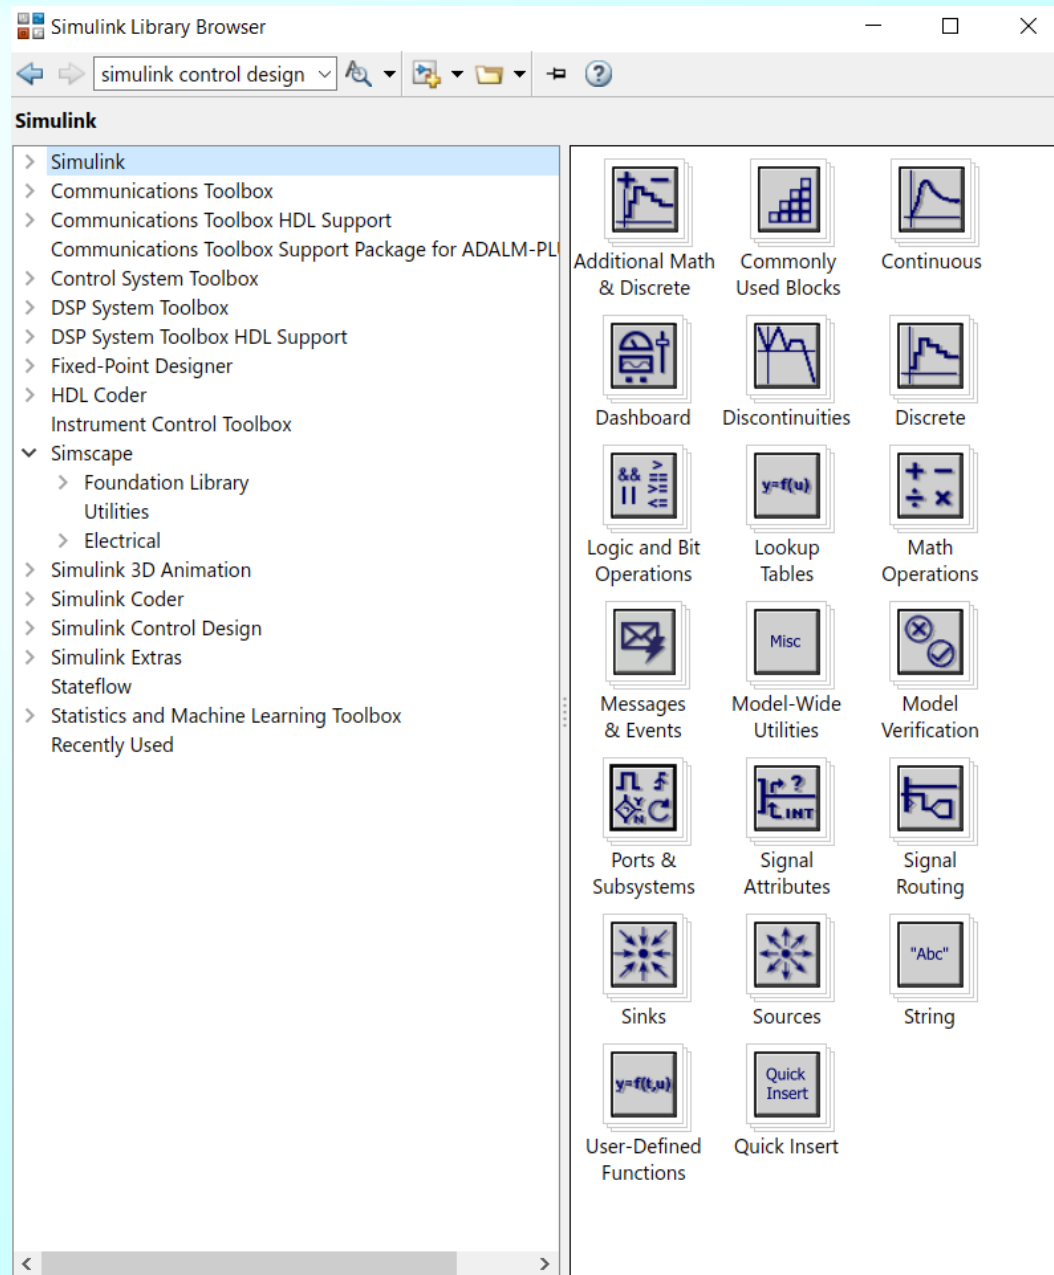 Simulink Library Browser
simulink control design
Simulink
Simulink
Communications Toolbox
Communications Toolbox HDL Support
Communications Toolbox Support Package for ADALM-PL
Control System Toolbox
DSP System Toolbox
DSP System Toolbox HDL Support
Fixed-Point Designer
HDL Coder
Instrument Control Toolbox
Simscape
Foundation Library
Utilities
Electrical
Simulink 3D Animation
Simulink Coder
Simulink Control Design
Simulink Extras
Stateflow
Statistics and Machine Learning Toolbox
Recently Used
Additional Math
& Discrete
Commonly
Used Blocks
Continuous
Dashboard
Discontinuities
Discrete
&& > == 
|| >= <=
Logic and Bit
Operations
y=f(u)
Lookup
Tables
+ −
÷ ×
Math
Operations
Messages
& Events
Misc
Model-Wide
Utilities
Model
Verification
Y
N
Ports &
Subsystems
?
INT
Signal
Attributes
Signal
Routing
Sinks
Sources
"Abc"
String
y=f(t,u)
User-Defined
Functions
Quick
Insert
Quick Insert